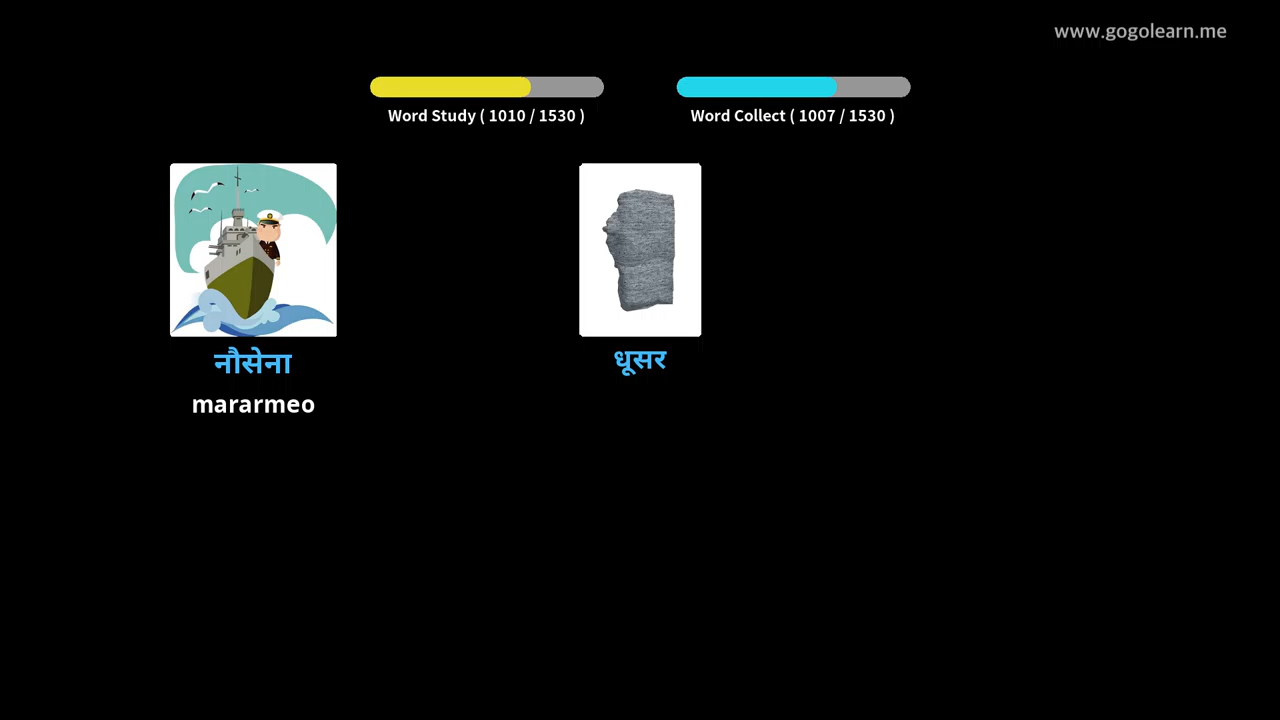 www.gogolearn.me
Word Study ( 1010 / 1530 )
Word Collect ( 1007 / 1530 )
नौसेना
mararmeo
धूसर